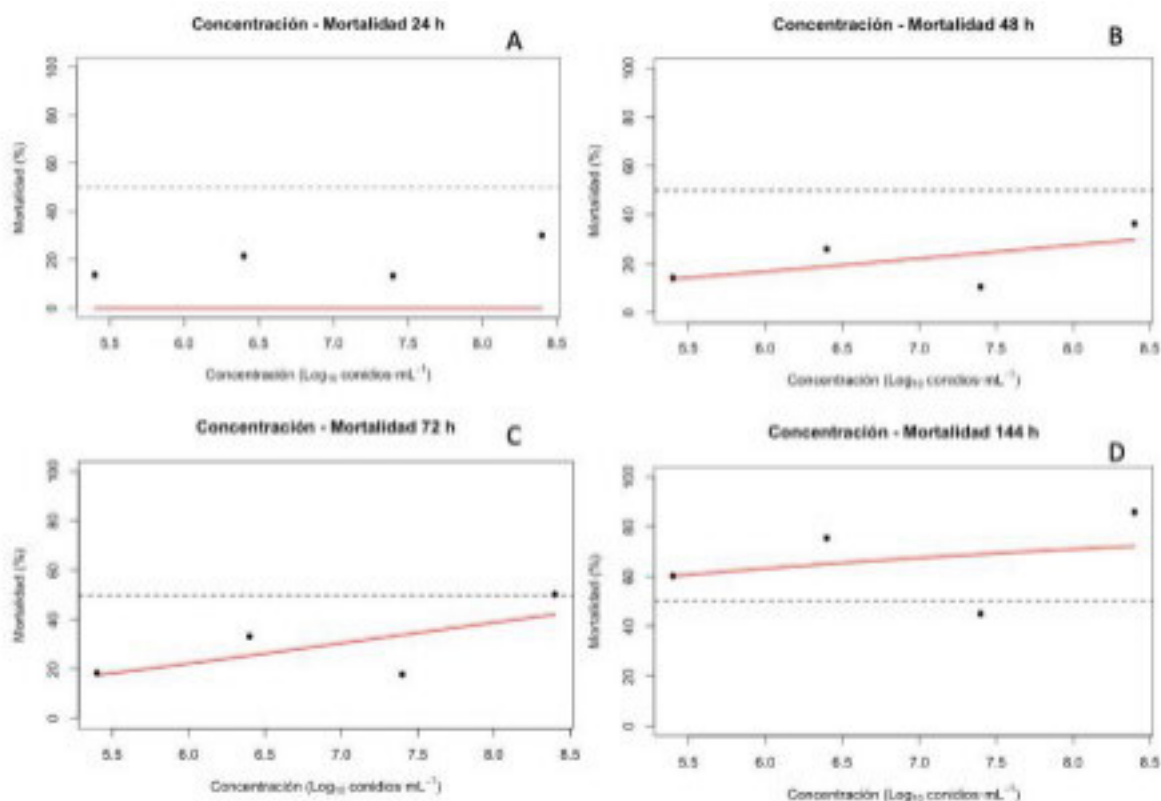 Concentración - Mortalidad 24 h
A
Mortalidad (%)
100
80
60
40
20
0
5.5 6.0 6.5 7.0 7.5 8.0 8.5
Concentración (Log₁₀ conidios·mL⁻¹)
Concentración - Mortalidad 48 h
B
Mortalidad (%)
100
80
60
40
20
0
5.5 6.0 6.5 7.0 7.5 8.0 8.5
Concentración (Log₁₀ conidios·mL⁻¹)
Concentración - Mortalidad 72 h
C
Mortalidad (%)
100
80
60
40
20
0
5.5 6.0 6.5 7.0 7.5 8.0 8.5
Concentración (Log₁₀ conidios·mL⁻¹)
Concentración - Mortalidad 144 h
D
Mortalidad (%)
100
80
60
40
20
0
5.5 6.0 6.5 7.0 7.5 8.0 8.5
Concentración (Log₁₀ conidios·mL⁻¹)